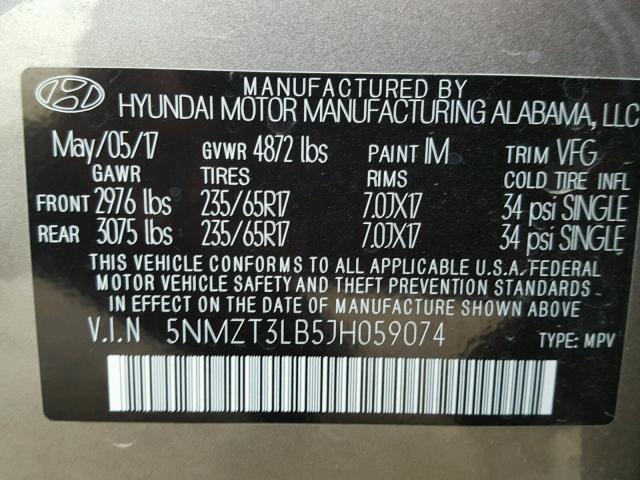 MANUFACTURED BY
HYUNDAI MOTOR MANUFACTURING ALABAMA, LLC
May/05/17 GVWR 4872 lbs PAINT IM TRIM VFG
GAWR TIRES RIMS COLD TIRE INFL
FRONT 2976 lbs 235/65R17 7.0JX17 34 psi SINGLE
REAR 3075 lbs 235/65R17 7.0JX17 34 psi SINGLE
THIS VEHICLE CONFORMS TO ALL APPLICABLE U.S.A. FEDERAL
MOTOR VEHICLE SAFETY AND THEFT PREVENTION STANDARDS
IN EFFECT ON THE DATE OF MANUFACTURE SHOWN ABOVE
V.I.N 5NMZT3LB5JH059074 TYPE: MPV